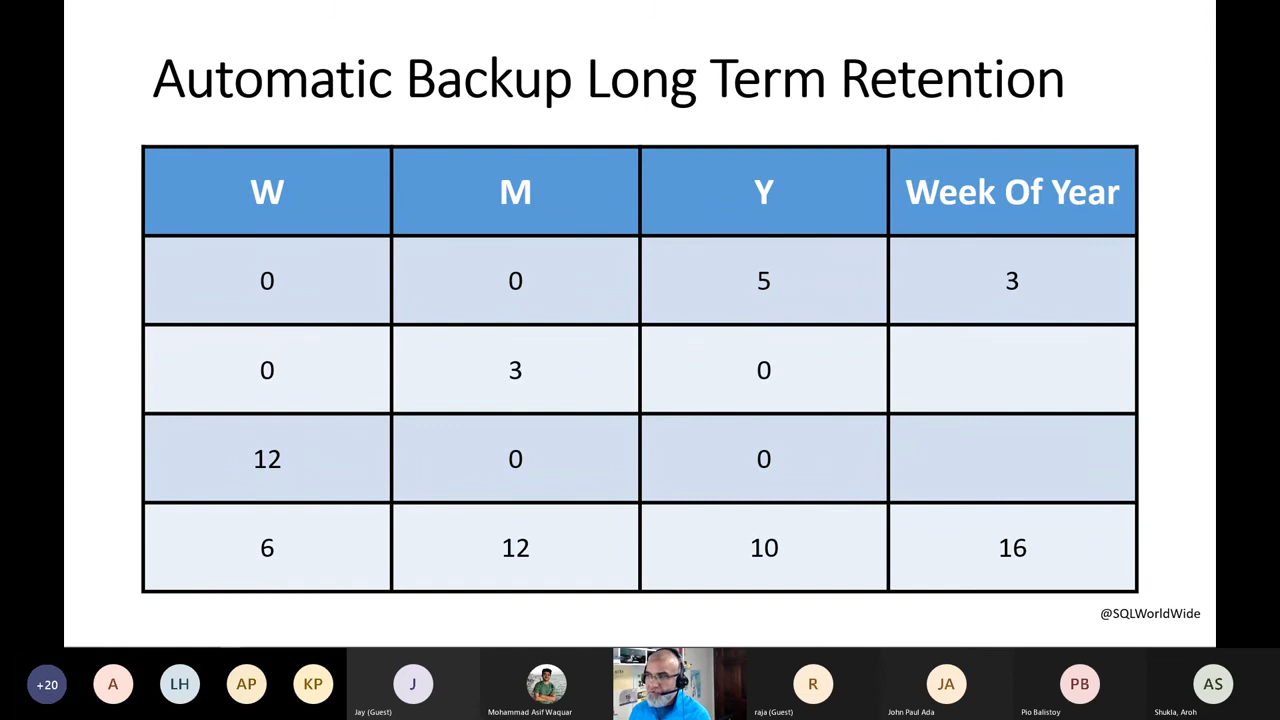 Automatic Backup Long Term Retention
W M Y Week Of Year
0 0 5 3
0 3 0
12 0 0
6 12 10 16
@SQLWorldWide
+20 A LH AP KP J R JA PB AS
Jay (Guest) Mohammad Asif Waquar raja (Guest) John Paul Ada Pio Balistoy Shukla, Aroh